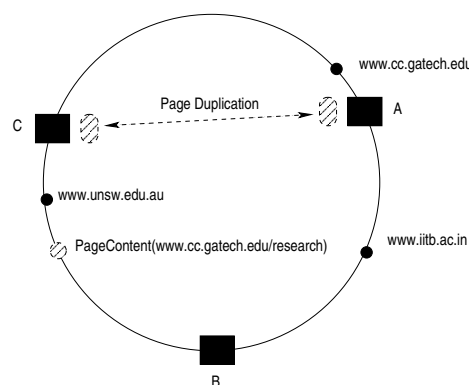 www.cc.gatech.edu
Page Duplication
A
C
www.unsw.edu.au
www.iitb.ac.in
PageContent(www.cc.gatech.edu/research)
B